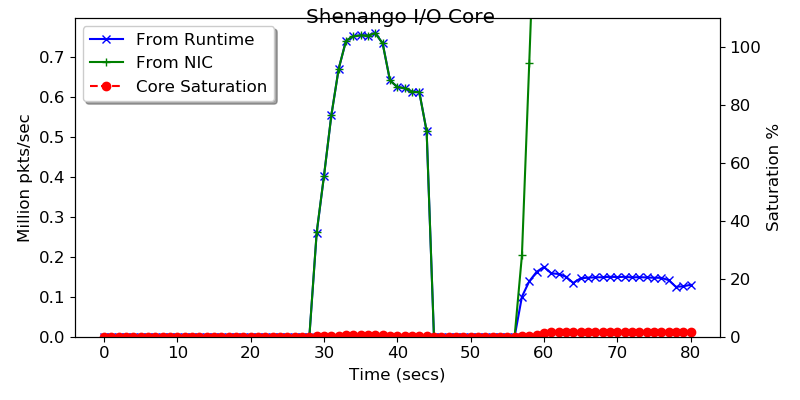 Shenango I/O Core
From Runtime
From NIC
Core Saturation
Million pkts/sec
0.7
0.6
0.5
0.4
0.3
0.2
0.1
0.0
Saturation %
100
80
60
40
20
0
0 10 20 30 40 50 60 70 80
Time (secs)